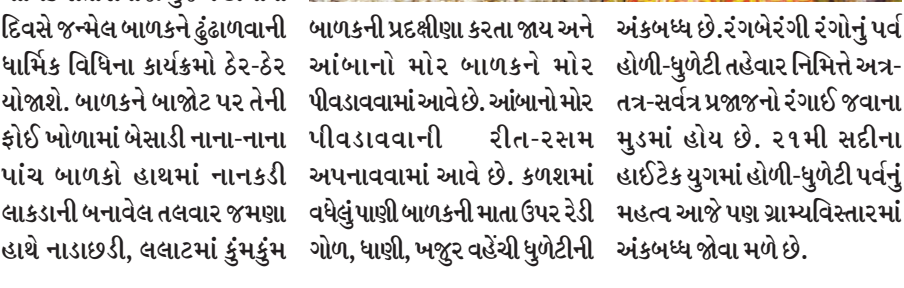 દિવસે જન્મેલ બાળકને ઢુંઢાળવાની
ધાર્મિક વિધિના કાર્યક્રમો ઠેર-ઠેર
યોજાશે. બાળકને બાજોટ પર તેની
ફોઈ ખોળામાં બેસાડી નાના-નાના
પાંચ બાળકો હાથમાં નાનકડી
લાકડાની બનાવેલ તલવાર જમણા
હાથે નાડાછડી, લલાટમાં કુંમકુંમ
બાળકની પ્રદક્ષીણા કરતા જાય અને
આંબાનો મોર બાળકને મોર
પીવડાવવામાં આવે છે. આંબાનો મોર
પીવડાવવાની રીત-રસમ
અપનાવવામાં આવે છે. કળશમાં
વધેલું પાણી બાળકની માતા ઉપર રેડી
ગોળ, ધાણી, ખજુર વહેંચી ધુળેટીની
અંકબધ્ધ છે.રંગબેરંગી રંગોનું પર્વ
હોળી-ધુળેટી તહેવાર નિમિત્તે અત્ર-
તત્ર-સર્વત્ર પ્રજાજનો રંગાઈ જવાના
મુડમાં હોય છે. ૨૧મી સદીના
હાઈટેક યુગમાં હોળી-ધુળેટી પર્વનું
મહત્વ આજે પણ ગ્રામ્યવિસ્તારમાં
અંકબધ્ધ જોવા મળે છે.